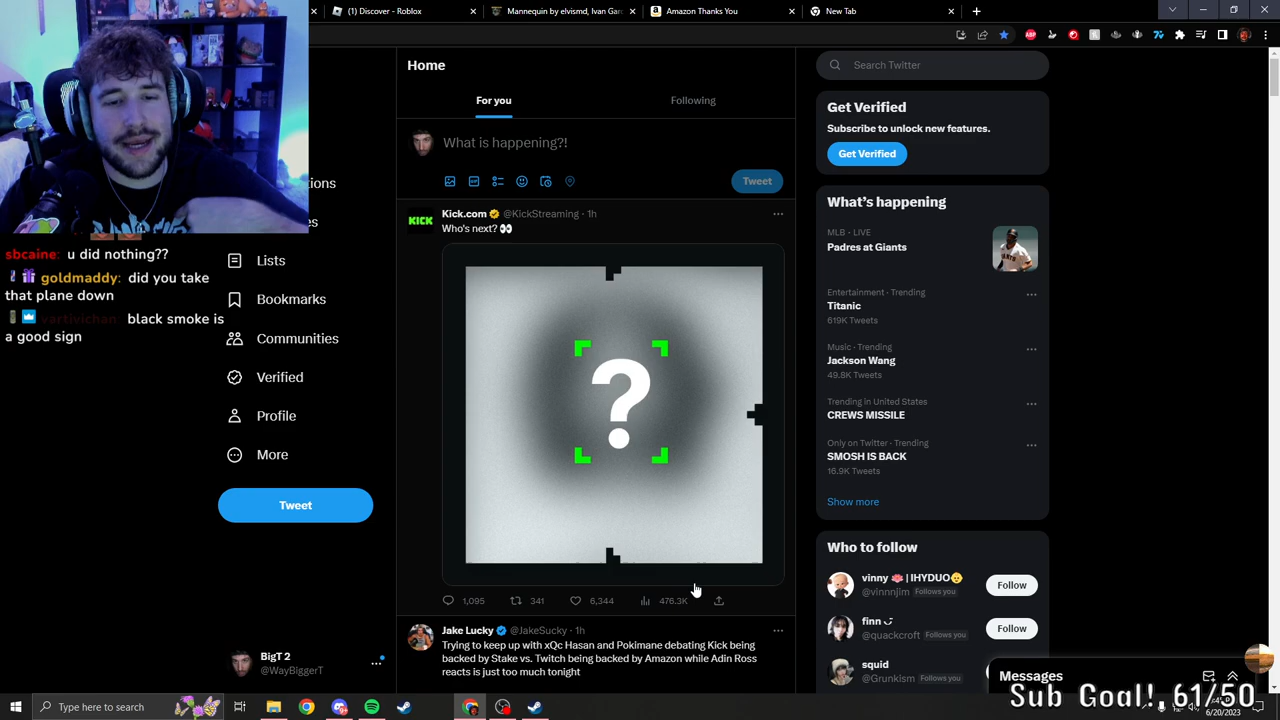 (1) Discover - Roblox
Mannequin by elvismd, Ivan Garc
Amazon Thank You
New Tab
Home
For you
Following
What is happening?!
Tweet
KICK
Kick.com @KickStreaming · 1h
Who's next? 👀
?
1,095
341
6,344
476.3K
Jake Lucky @JakeSucky · 1h
Trying to keep up with xQc Hasan and Pokimane debating Kick being
backed by Stake vs. Twitch being backed by Amazon while Adin Ross
reacts is just too much tonight
Search Twitter
Get Verified
Subscribe to unlock new features.
Get Verified
What's happening
MLB · LIVE
Padres at Giants
Entertainment · Trending
Titanic
619K Tweets
Music · Trending
Jackson Wang
49.8K Tweets
Trending in United States
CREWS MISSILE
Only on Twitter · Trending
SMOSH IS BACK
16.9K Tweets
Show more
Who to follow
vinny 🪷 | IHYDUO
@vinnnjim Follows you
Follow
finn
@quackcroft Follows you
Follow
squid
@Grunkism Follows you
Messages
Sub Goal! 61/50
6/20/2023
sbcaine: u did nothing??
goldmaddy: did you take
that plane down
vartivichan: black smoke is
a good sign
Lists
Bookmarks
Communities
Verified
Profile
More
Tweet
BigT 2
@WayBiggerT
Type here to search